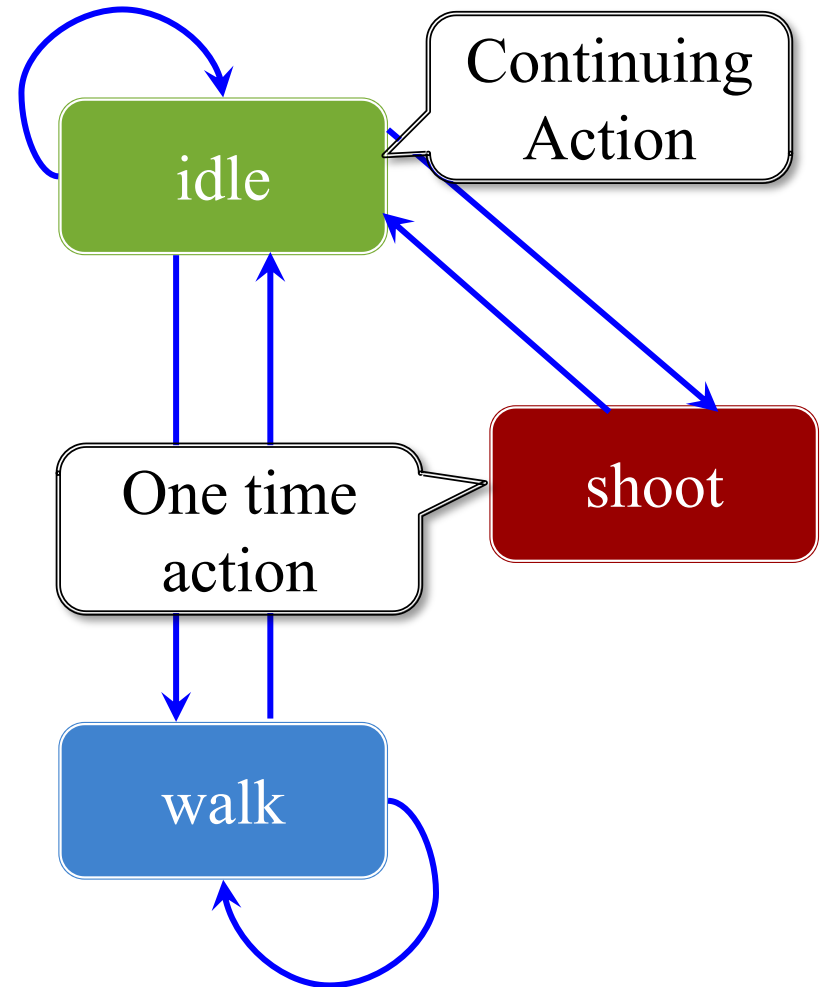 Continuing
Action
idle
One time
action
shoot
walk